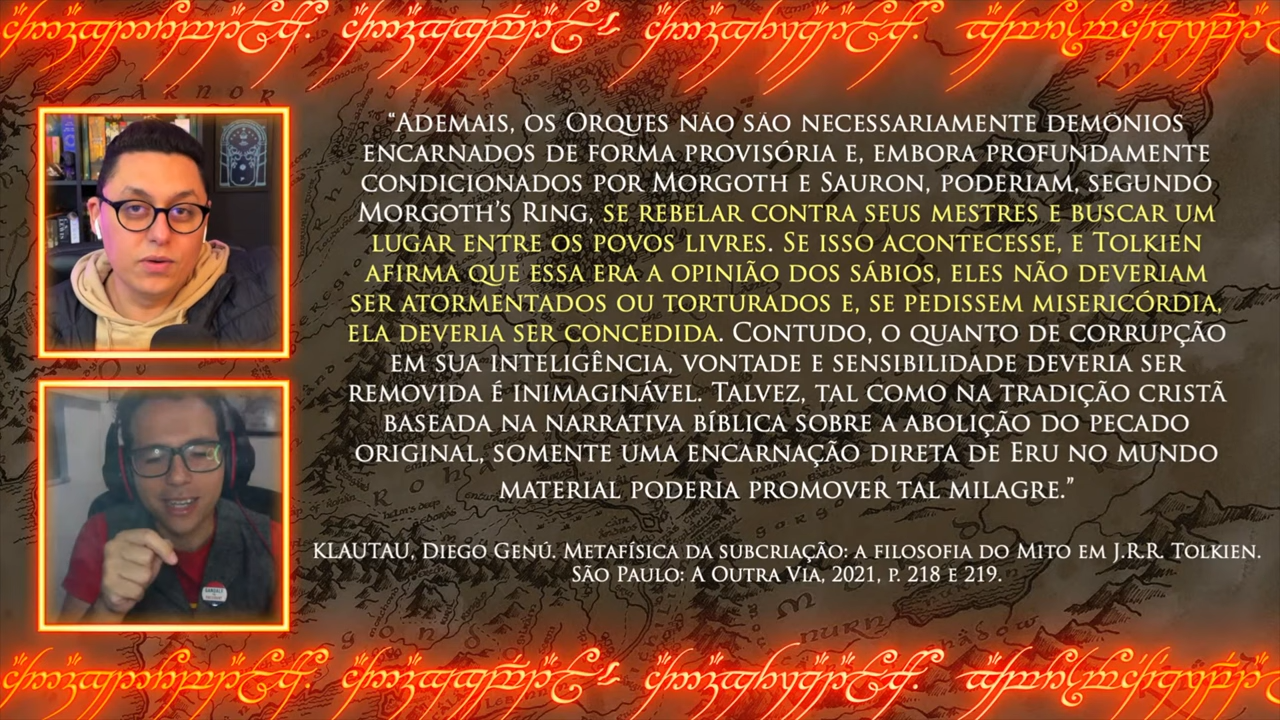 “ADEMAIS, OS ORQUES NÃO SÃO NECESSARIAMENTE DEMÔNIOS
ENCARNADOS DE FORMA PROVISÓRIA E, EMBORA PROFUNDAMENTE
CONDICIONADOS POR MORGOTH E SAURON, PODERIAM, SEGUNDO
MORGOTH’S RING, SE REBELAR CONTRA SEUS MESTRES E BUSCAR UM
LUGAR ENTRE OS POVOS LIVRES. SE ISSO ACONTECESSE, E TOLKIEN
AFIRMA QUE ESSA ERA A OPINIÃO DOS SÁBIOS, ELES NÃO DEVERIAM
SER ATORMENTADOS OU TORTURADOS E, SE PEDISSEM MISERICÓRDIA,
ELA DEVERIA SER CONCEDIDA. CONTUDO, O QUANTO DE CORRUPÇÃO
EM SUA INTELIGÊNCIA, VONTADE E SENSIBILIDADE DEVERIA SER
REMOVIDA É INIMAGINÁVEL. TALVEZ, TAL COMO NA TRADIÇÃO CRISTÃ
BASEADA NA NARRATIVA BÍBLICA SOBRE A ABOLIÇÃO DO PECADO
ORIGINAL, SOMENTE UMA ENCARNAÇÃO DIRETA DE ERU NO MUNDO
MATERIAL PODERIA PROMOVER TAL MILAGRE.”
KLAUTAU, DIEGO GENÚ. METAFÍSICA DA SUBCRIAÇÃO: A FILOSOFIA DO MITO EM J.R.R. TOLKIEN.
SÃO PAULO: A OUTRA VIA, 2021, P. 218 E 219.
ARNOR
NURN